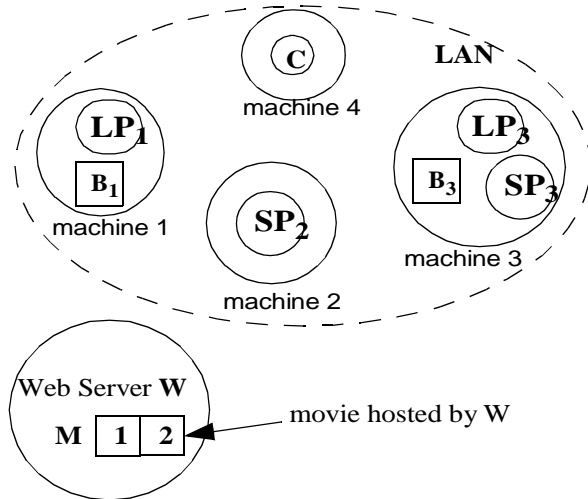 C
LAN
machine 4
LP1
B1
machine 1
SP2
machine 2
LP3
B3
SP3
machine 3
Web Server W
M 1 2
movie hosted by W